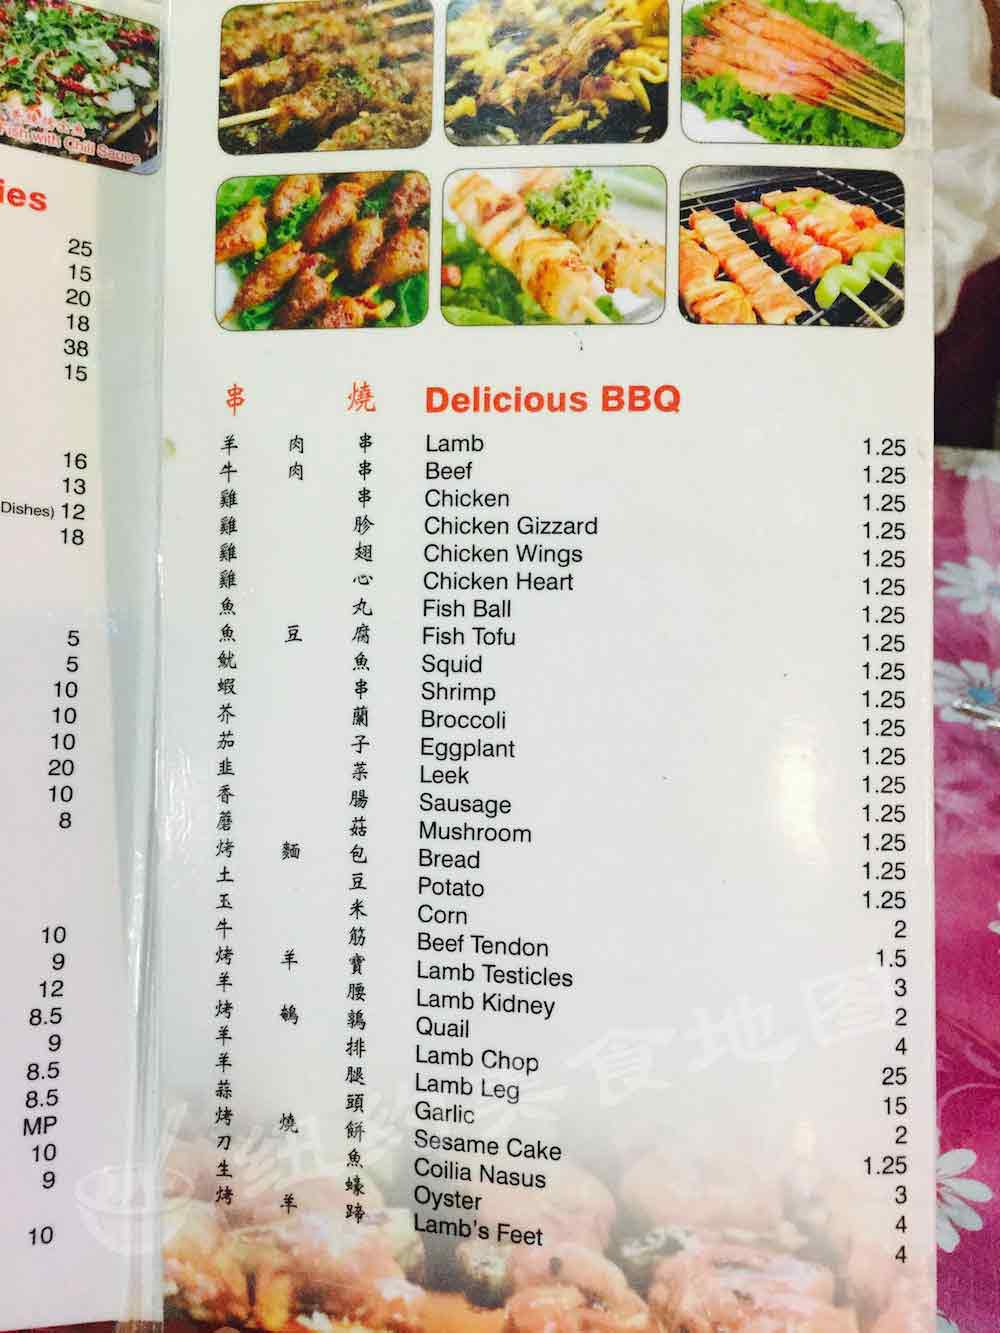 Fish with Chili Sauce
ies
25
15
20
18
38
15
16
13
Dishes) 12
18
5
5
10
10
10
20
10
8
10
9
12
8.5
9
8.5
8.5
MP
10
9
10
串燒 Delicious BBQ
羊肉串 Lamb 1.25
牛肉串 Beef 1.25
雞串 Chicken 1.25
雞胗 Chicken Gizzard 1.25
雞翅 Chicken Wings 1.25
雞心 Chicken Heart 1.25
魚丸 Fish Ball 1.25
魚豆腐 Fish Tofu 1.25
魷魚 Squid 1.25
蝦串 Shrimp 1.25
芥蘭 Broccoli 1.25
茄子 Eggplant 1.25
韭菜 Leek 1.25
香腸 Sausage 1.25
蘑菇 Mushroom 1.25
烤麵包 Bread 1.25
土豆 Potato 1.25
玉米 Corn 2
牛筋 Beef Tendon 1.5
烤羊寶 Lamb Testicles 3
羊腰 Lamb Kidney 2
烤鵪鶉 Quail 4
羊排 Lamb Chop 25
羊腿 Lamb Leg 15
蒜頭 Garlic 2
烤燒餅 Sesame Cake 1.25
刀魚 Coilia Nasus 3
生蠔 Oyster 4
烤羊蹄 Lamb's Feet 4
纽约美食地图